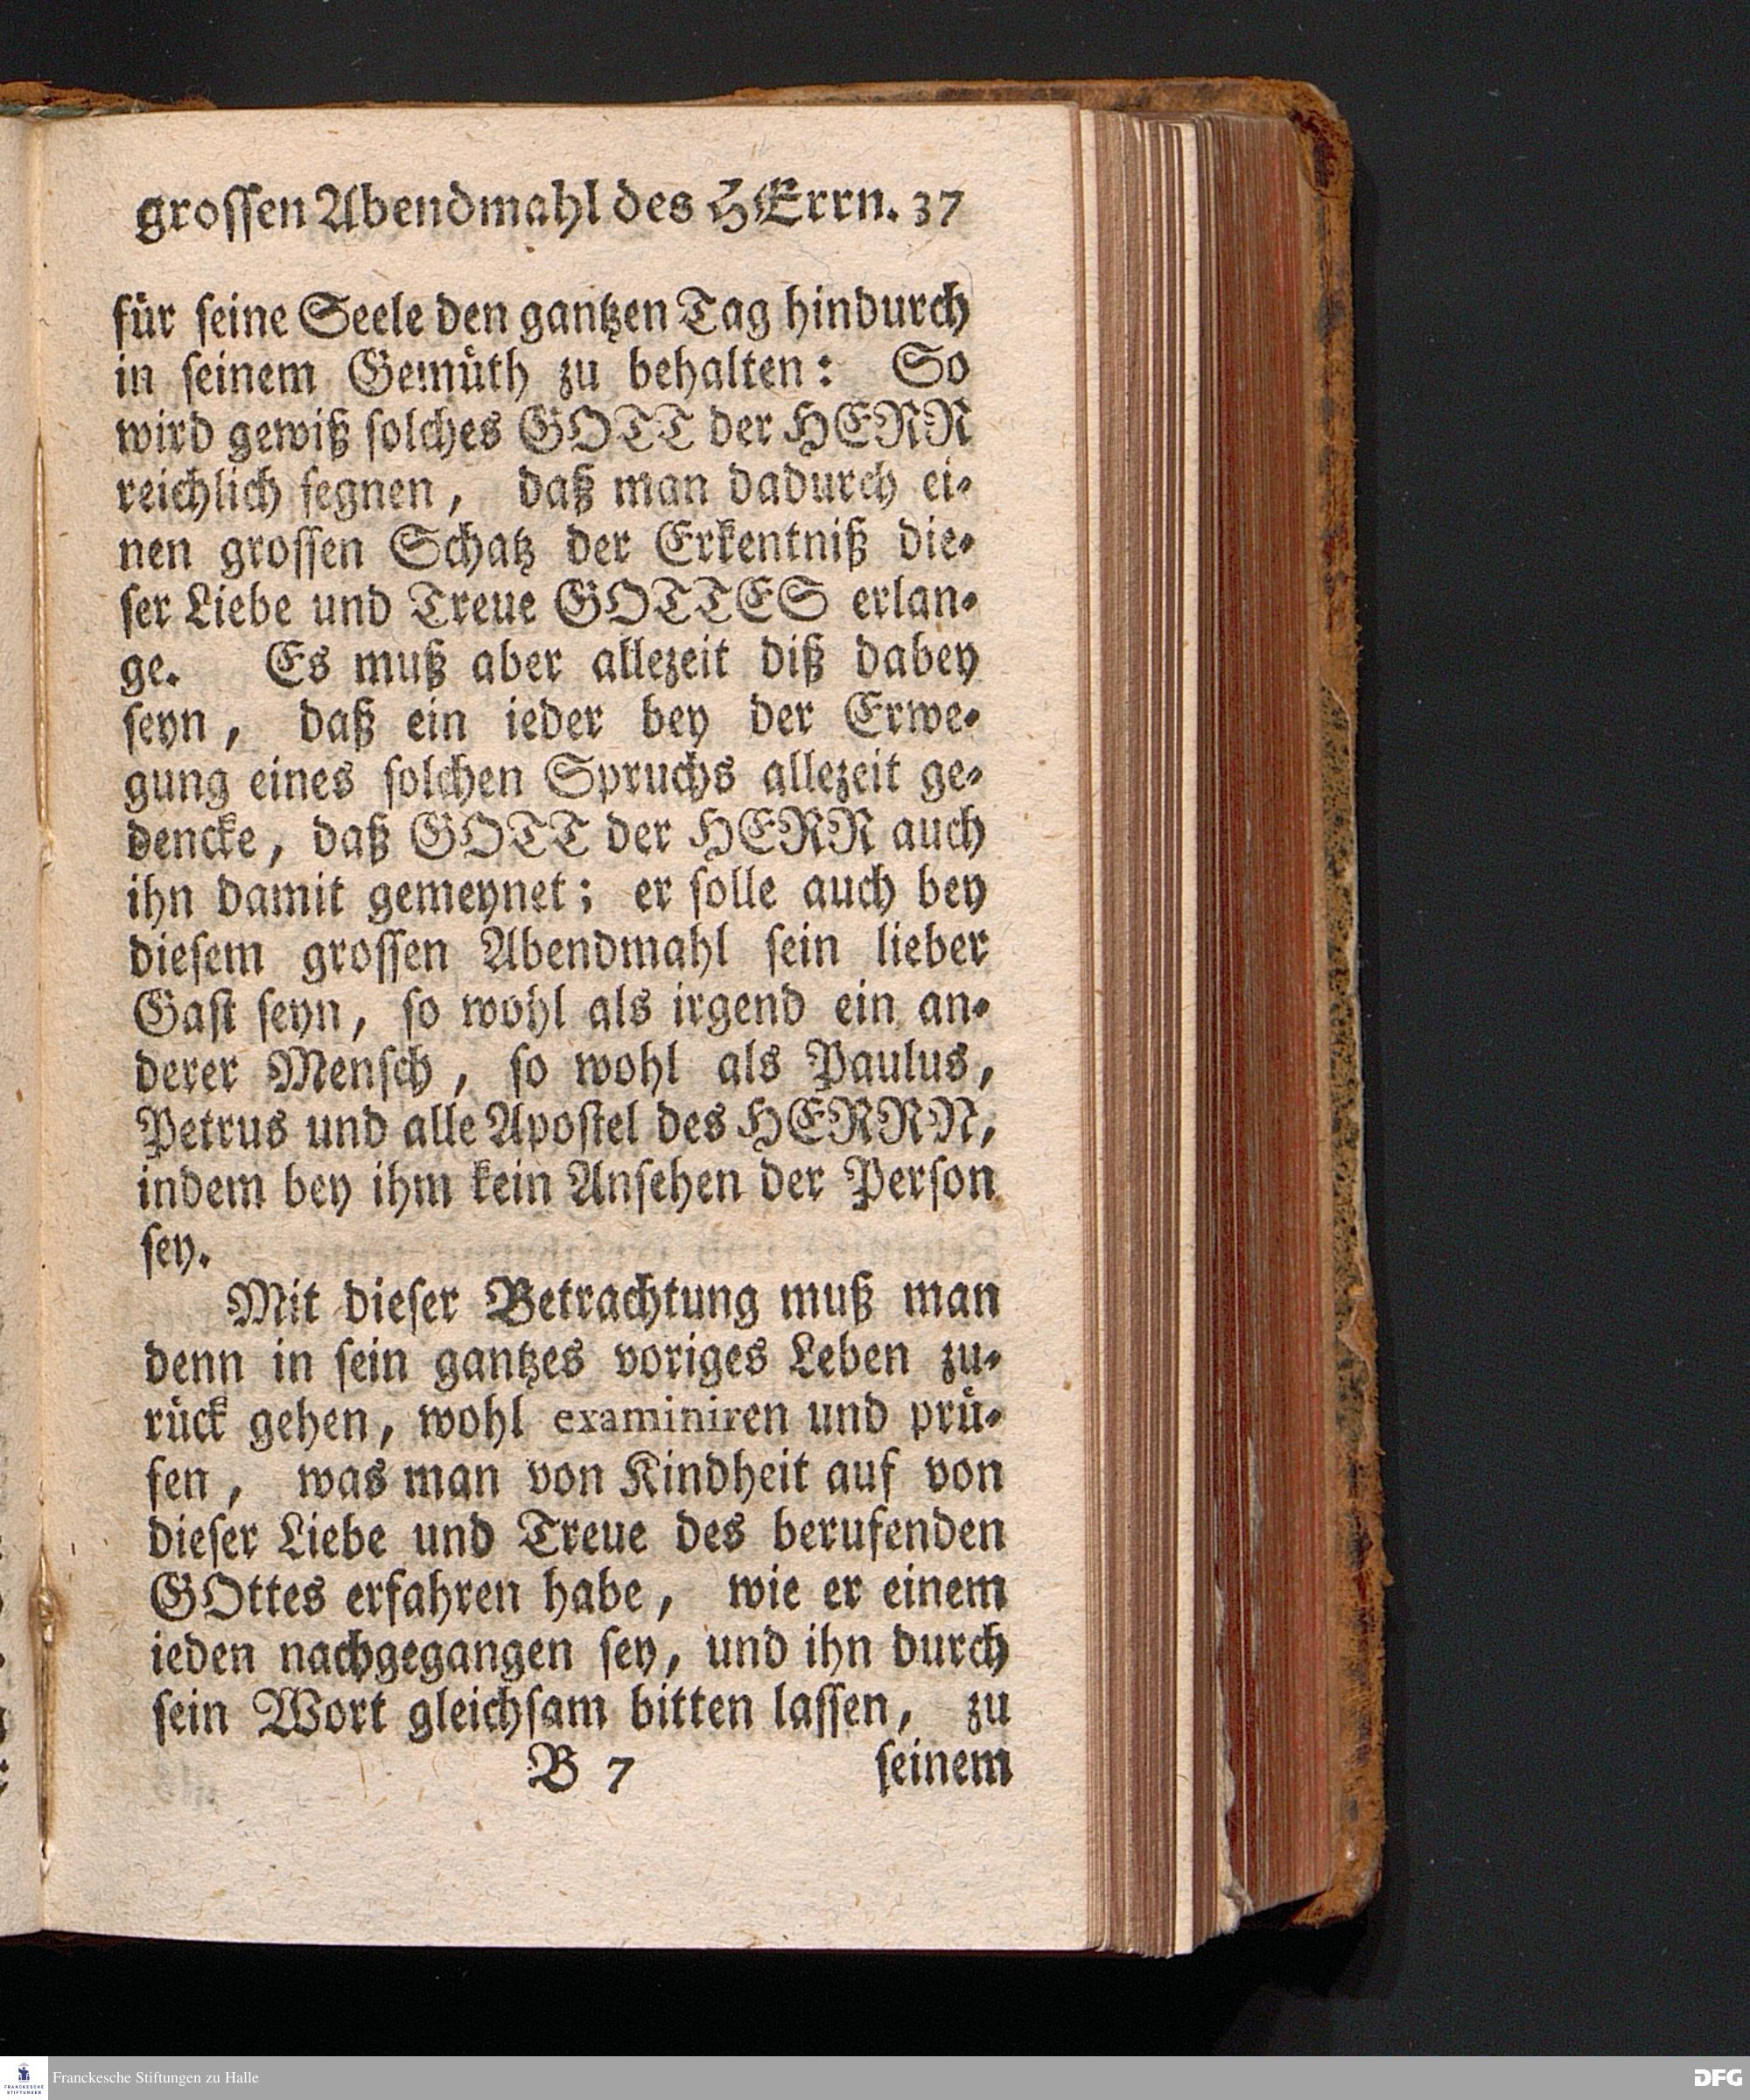 groſſen Abendmahl des HErrn. 37
für ſeine Seele den gantzen Tag hindurch
in ſeinem Gemüth zu behalten: So
wird gewiß ſolches GOTT der HERR
reichlich ſegnen, daß man dadurch ei-
nen groſſen Schatz der Erkentniß die-
ſer Liebe und Treue GOTTES erlan-
ge. Es muß aber allezeit diß dabey
ſeyn, daß ein ieder bey der Erwe-
gung eines ſolchen Spruchs allezeit ge-
dencke, daß GOTT der HERR auch
ihn damit gemeynet; er ſolle auch bey
dieſem groſſen Abendmahl ſein lieber
Gaſt ſeyn, ſo wohl als irgend ein an-
derer Menſch, ſo wohl als Paulus,
Petrus und alle Apoſtel des HERRN,
indem bey ihm kein Anſehen der Perſon
ſey.
Mit dieſer Betrachtung muß man
denn in ſein gantzes voriges Leben zu-
rück gehen, wohl examiniren und prü-
fen, was man von Kindheit auf von
dieſer Liebe und Treue des berufenden
GOttes erfahren habe, wie er einem
ieden nachgegangen ſey, und ihn durch
ſein Wort gleichſam bitten laſſen, zu
B 7 ſeinem
FRANCKESCHE
STIFTUNGEN
Franckesche Stiftungen zu Halle
DFG